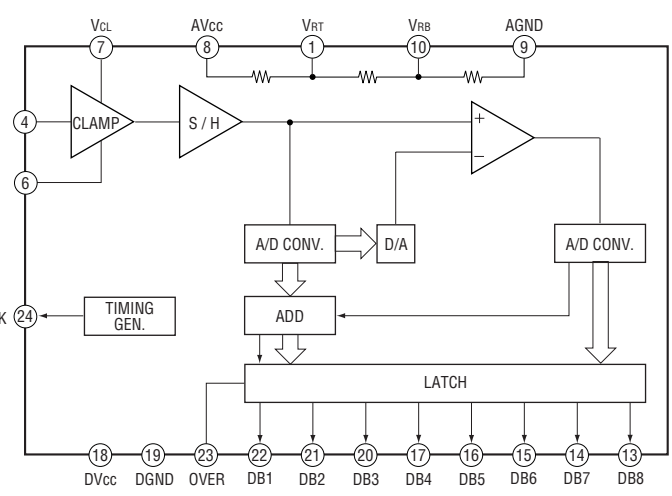 VCL AVcc VRT VRB AGND
7 8 1 10 9
4 CLAMP S / H + −
6
A/D CONV. D/A A/D CONV.
K 24 TIMING GEN. ADD
LATCH
18 19 23 22 21 20 17 16 15 14 13
DVcc DGND OVER DB1 DB2 DB3 DB4 DB5 DB6 DB7 DB8